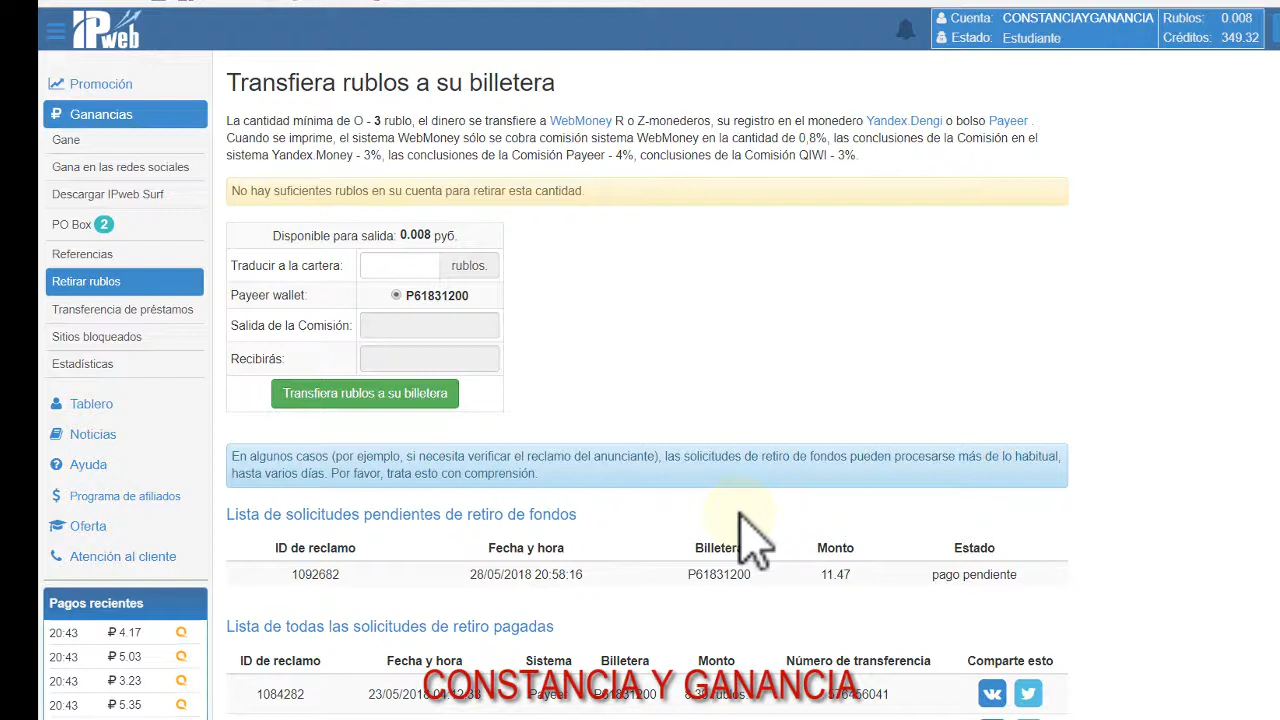 IPweb
Cuenta: CONSTANCIAYGANANCIA Rublos: 0.008
Estado: Estudiante Créditos: 349.32
Promoción
Ganancias
Gane
Gana en las redes sociales
Descargar IPweb Surf
PO Box 2
Referencias
Retirar rublos
Transferencia de préstamos
Sitios bloqueados
Estadísticas
Tablero
Noticias
Ayuda
Programa de afiliados
Oferta
Atención al cliente
Pagos recientes
20:43 ₽ 4.17
20:43 ₽ 5.03
20:43 ₽ 3.23
20:43 ₽ 5.35
Transfiera rublos a su billetera
La cantidad mínima de O - 3 rublo, el dinero se transfiere a WebMoney R o Z-monederos, su registro en el monedero Yandex.Dengi o bolso Payeer .
Cuando se imprime, el sistema WebMoney sólo se cobra comisión sistema WebMoney en la cantidad de 0,8%, las conclusiones de la Comisión en el
sistema Yandex.Money - 3%, las conclusiones de la Comisión Payeer - 4%, conclusiones de la Comisión QIWI - 3%.
No hay suficientes rublos en su cuenta para retirar esta cantidad.
Disponible para salida: 0.008 руб.
Traducir a la cartera: rublos.
Payeer wallet: P61831200
Salida de la Comisión:
Recibirás:
Transfiera rublos a su billetera
En algunos casos (por ejemplo, si necesita verificar el reclamo del anunciante), las solicitudes de retiro de fondos pueden procesarse más de lo habitual,
hasta varios días. Por favor, trata esto con comprensión.
Lista de solicitudes pendientes de retiro de fondos
ID de reclamo Fecha y hora Billetera Monto Estado
1092682 28/05/2018 20:58:16 P61831200 11.47 pago pendiente
Lista de todas las solicitudes de retiro pagadas
ID de reclamo Fecha y hora Sistema Billetera Monto Número de transferencia Comparte esto
1084282 23/05/2018 Payeer P61831200 rublos 576456041
CONSTANCIA Y GANANCIA